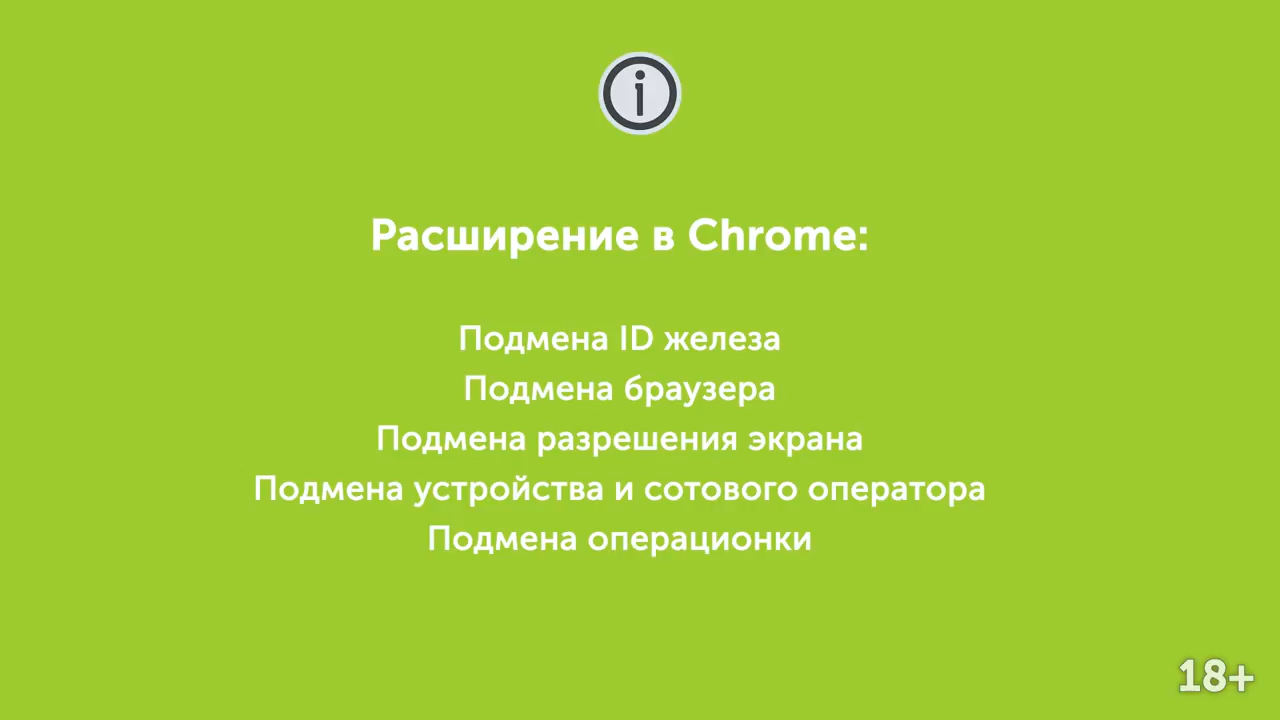 Расширение в Chrome:
Подмена ID железа
Подмена браузера
Подмена разрешения экрана
Подмена устройства и сотового оператора
Подмена операционки
18+